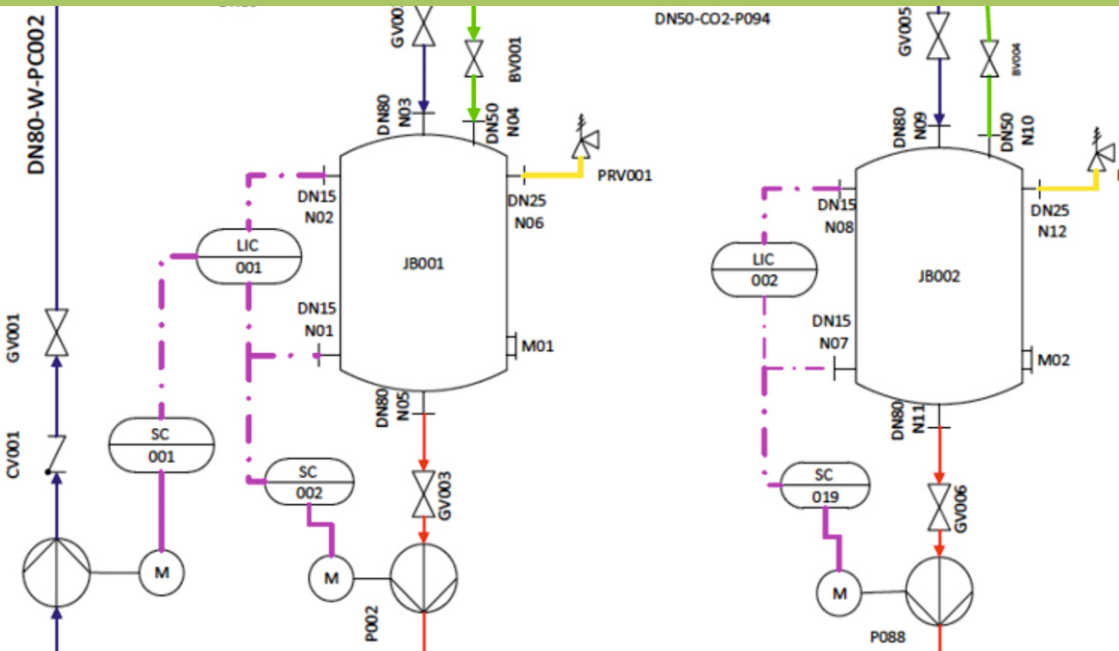 DN50-CO2-P094
DN80-W-PC002
BV001
GV005
BV004
DN80
N03
DN50
N04
PRV001
DN80
N09
DN50
N10
DN15
N02
DN25
N06
LIC
001
JB001
DN15
N01
M01
DN15
N08
DN25
N12
LIC
002
JB002
DN15
N07
M02
GV001
CV001
SC
001
DN80
N05
SC
002
GV003
M
M
P002
DN80
N11
SC
019
GV006
M
P088